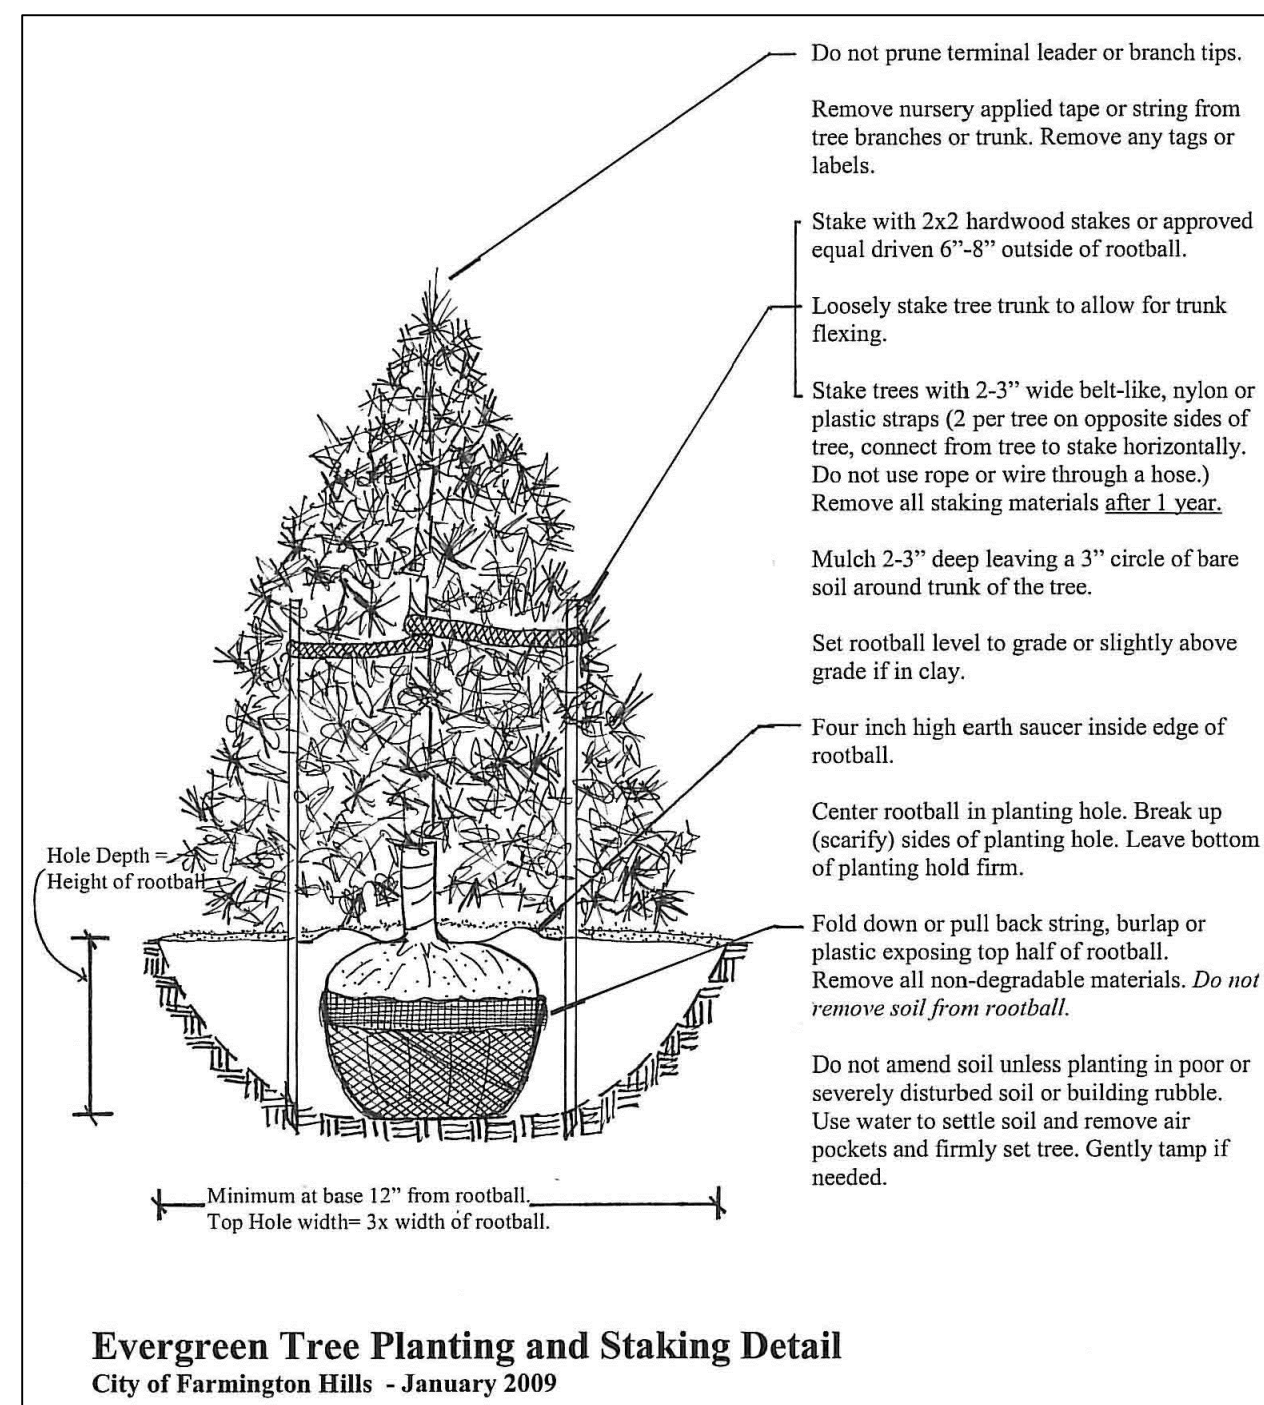 Do not prune terminal leader or branch tips.
Remove nursery applied tape or string from
tree branches or trunk. Remove any tags or
labels.
Stake with 2x2 hardwood stakes or approved
equal driven 6”-8” outside of rootball.
Loosely stake tree trunk to allow for trunk
flexing.
Stake trees with 2-3” wide belt-like, nylon or
plastic straps (2 per tree on opposite sides of
tree, connect from tree to stake horizontally.
Do not use rope or wire through a hose.)
Remove all staking materials after 1 year.
Mulch 2-3” deep leaving a 3” circle of bare
soil around trunk of the tree.
Set rootball level to grade or slightly above
grade if in clay.
Four inch high earth saucer inside edge of
rootball.
Center rootball in planting hole. Break up
(scarify) sides of planting hole. Leave bottom
of planting hold firm.
Fold down or pull back string, burlap or
plastic exposing top half of rootball.
Remove all non-degradable materials. Do not
remove soil from rootball.
Do not amend soil unless planting in poor or
severely disturbed soil or building rubble.
Use water to settle soil and remove air
pockets and firmly set tree. Gently tamp if
needed.
Hole Depth =
Height of rootball
Minimum at base 12” from rootball.
Top Hole width= 3x width of rootball.
Evergreen Tree Planting and Staking Detail
City of Farmington Hills - January 2009